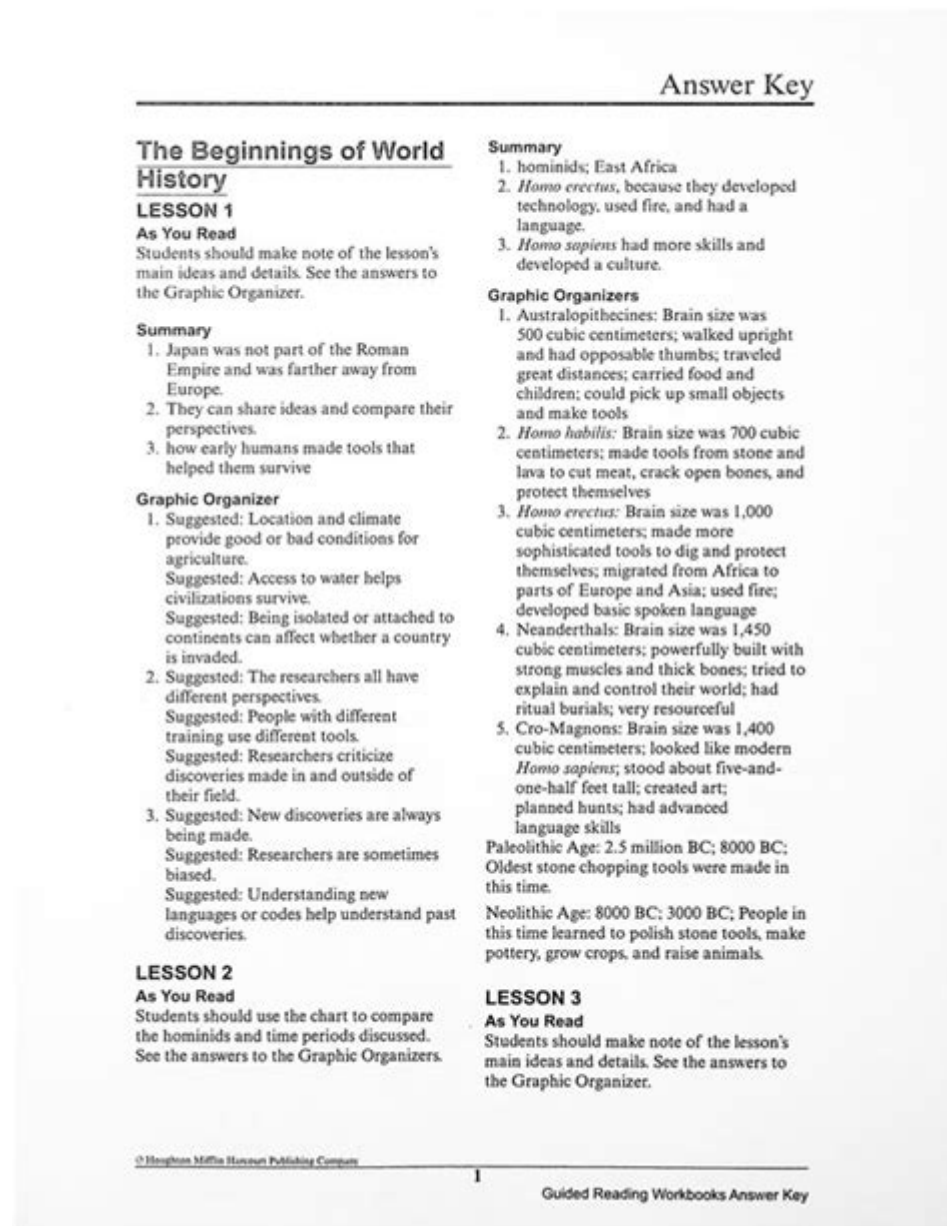 Answer Key
The Beginnings of World
History
LESSON 1
As You Read
Students should make note of the lesson's
main ideas and details. See the answers to
the Graphic Organizer.
Summary
1. Japan was not part of the Roman
Empire and was farther away from
Europe.
2. They can share ideas and compare their
perspectives.
3. how early humans made tools that
helped them survive
Graphic Organizer
1. Suggested: Location and climate
provide good or bad conditions for
agriculture.
Suggested: Access to water helps
civilizations survive.
Suggested: Being isolated or attached to
continents can affect whether a country
is invaded.
2. Suggested: The researchers all have
different perspectives.
Suggested: People with different
training use different tools.
Suggested: Researchers criticize
discoveries made in and outside of
their field.
3. Suggested: New discoveries are always
being made.
Suggested: Researchers are sometimes
biased.
Suggested: Understanding new
languages or codes help understand past
discoveries.
LESSON 2
As You Read
Students should use the chart to compare
the hominids and time periods discussed.
See the answers to the Graphic Organizers.
Summary
1. hominids; East Africa
2. Homo erectus, because they developed
technology, used fire, and had a
language.
3. Homo sapiens had more skills and
developed a culture.
Graphic Organizers
1. Australopithecines: Brain size was
500 cubic centimeters; walked upright
and had opposable thumbs; traveled
great distances; carried food and
children; could pick up small objects
and make tools
2. Homo habilis: Brain size was 700 cubic
centimeters; made tools from stone and
lava to cut meat, crack open bones, and
protect themselves
3. Homo erectus: Brain size was 1,000
cubic centimeters; made more
sophisticated tools to dig and protect
themselves; migrated from Africa to
parts of Europe and Asia; used fire;
developed basic spoken language
4. Neanderthals: Brain size was 1,450
cubic centimeters; powerfully built with
strong muscles and thick bones; tried to
explain and control their world; had
ritual burials; very resourceful
5. Cro-Magnons: Brain size was 1,400
cubic centimeters; looked like modern
Homo sapiens; stood about five-and-
one-half feet tall; created art;
planned hunts; had advanced
language skills
Paleolithic Age: 2.5 million BC; 8000 BC;
Oldest stone chopping tools were made in
this time.
Neolithic Age: 8000 BC; 3000 BC; People in
this time learned to polish stone tools, make
pottery, grow crops, and raise animals.
LESSON 3
As You Read
Students should make note of the lesson's
main ideas and details. See the answers to
the Graphic Organizer.
© Houghton Mifflin Harcourt Publishing Company
1
Guided Reading Workbooks Answer Key